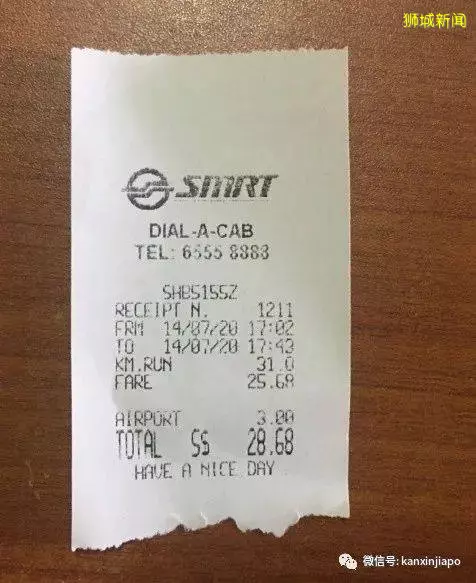 狮城新闻
SMRT
DIAL-A-CAB
TEL: 6555 8888
SHB5155Z
RECEIPT N. 1211
FRM 14/07/20 17:02
TO 14/07/20 17:43
KM.RUN 31.0
FARE 25.68
AIRPORT 3.00
TOTAL S$ 28.68
HAVE A NICE DAY
微信号: kanxinjiapo